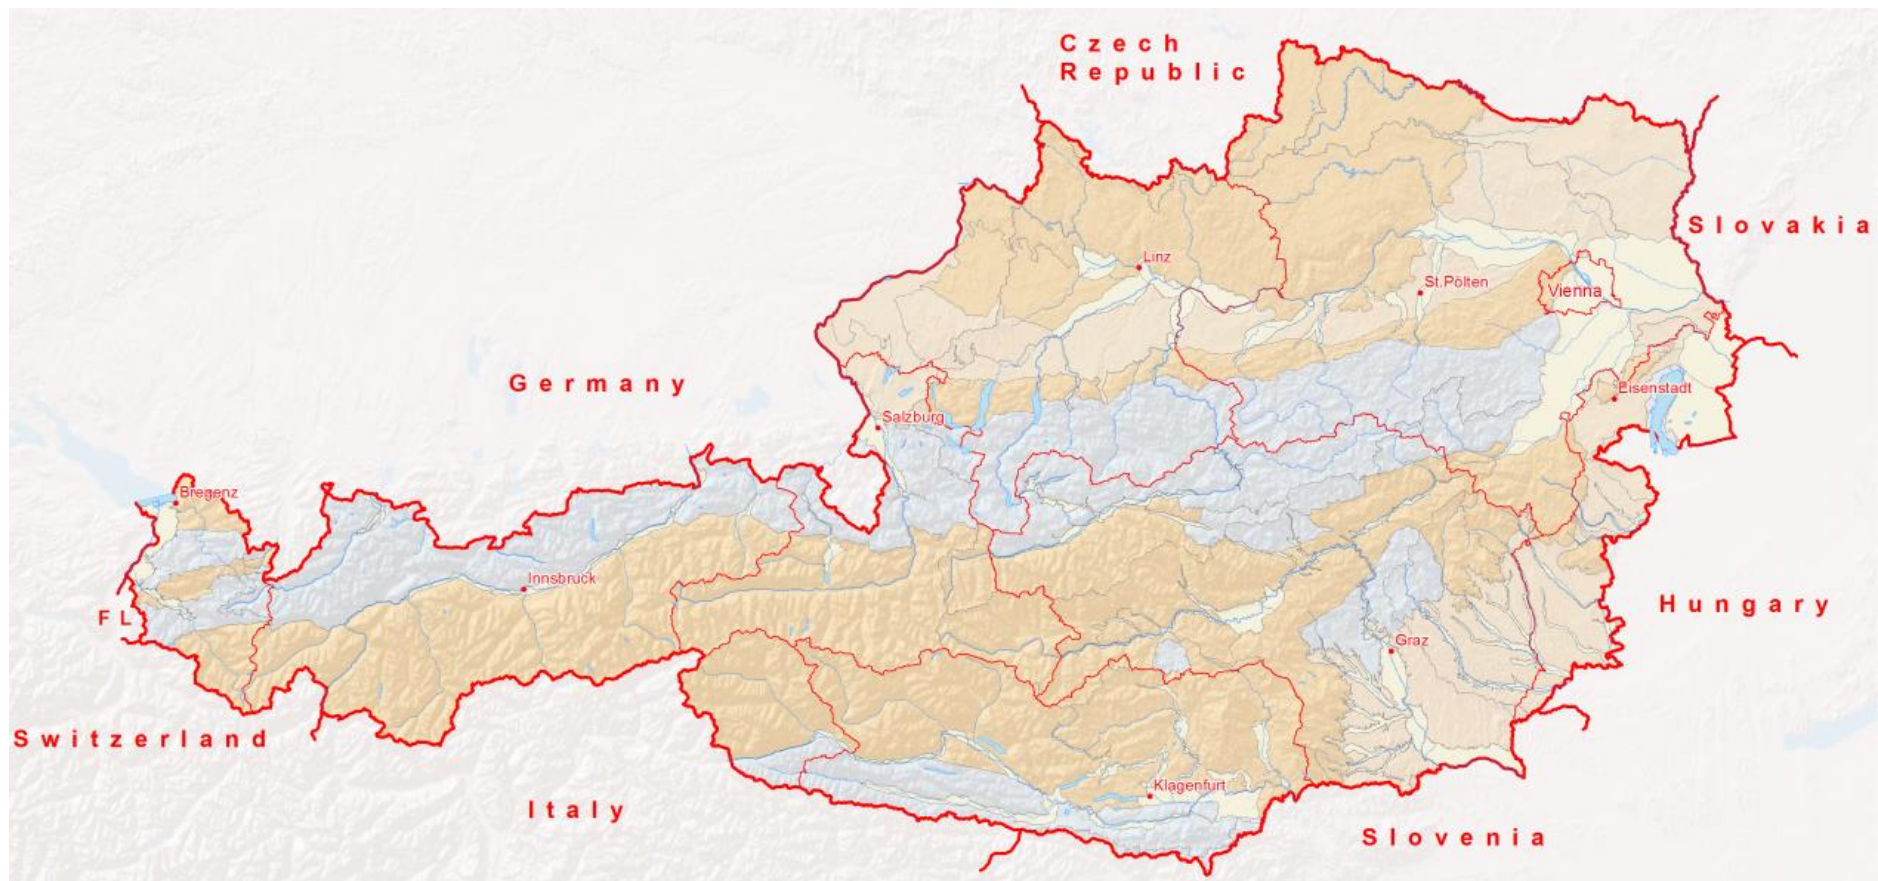 Czech
Republic
Slovakia
Linz
St.Pölten
Vienna
Germany
Eisenstadt
Salzburg
Bregenz
Innsbruck
Hungary
FL
Graz
Switzerland
Klagenfurt
Italy
Slovenia